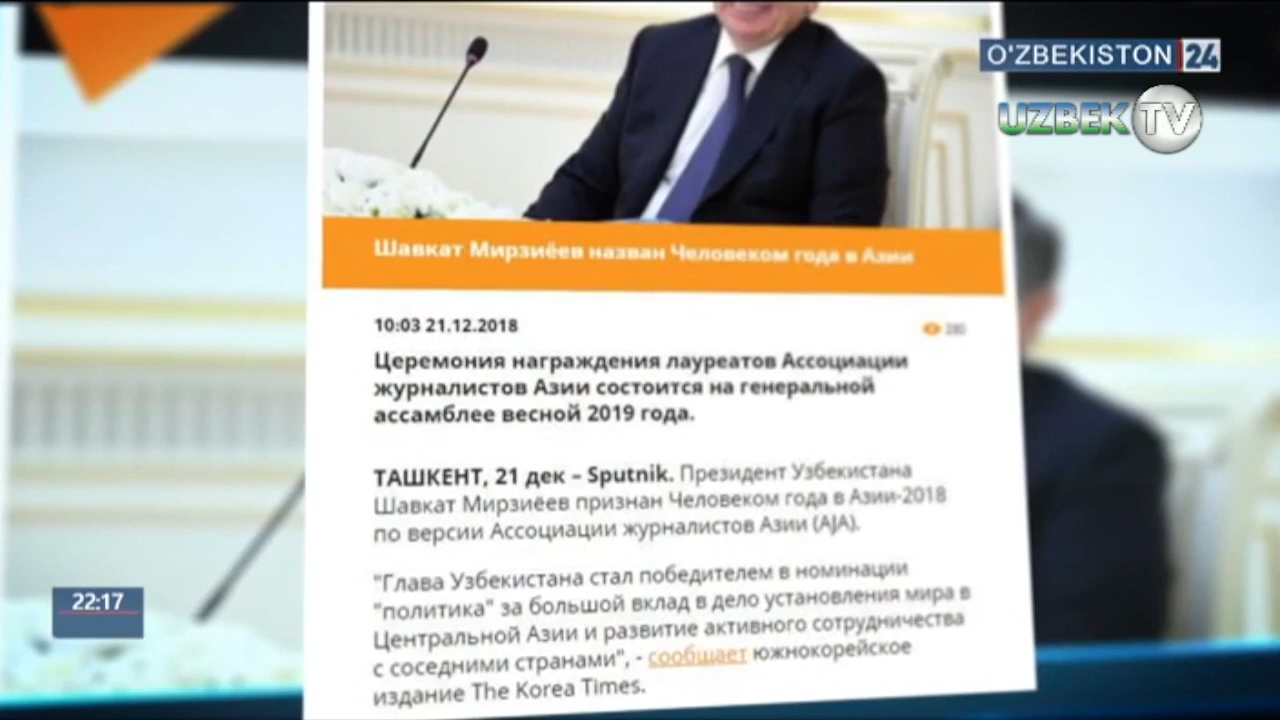 O'ZBEKISTON 24
UZBEK TV
Шавкат Мирзиёев назван Человеком года в Азии
10:03 21.12.2018
285
Церемония награждения лауреатов Ассоциации
журналистов Азии состоится на генеральной
ассамблее весной 2019 года.
ТАШКЕНТ, 21 дек – Sputnik. Президент Узбекистана
Шавкат Мирзиёев признан Человеком года в Азии-2018
по версии Ассоциации журналистов Азии (AJA).
"Глава Узбекистана стал победителем в номинации
"политика" за большой вклад в дело установления мира в
Центральной Азии и развитие активного сотрудничества
с соседними странами", - сообщает южнокорейское
издание The Korea Times.
22:17